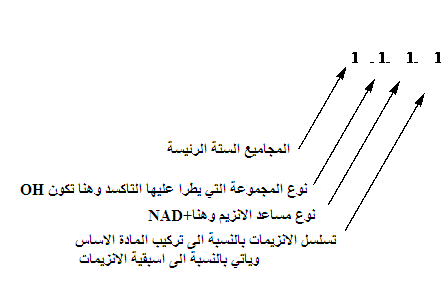 1 . 1. 1. 1
المجاميع الستة الرئيسة
نوع المجموعة التي يطرا عليها التاكسد وهنا تكون OH
نوع مساعد الانزيم وهنا+NAD
تسلسل الانزيمات بالنسبة الى تركيب المادة الاساس
وياتي بالنسبة الى اسبقية الانزيمات